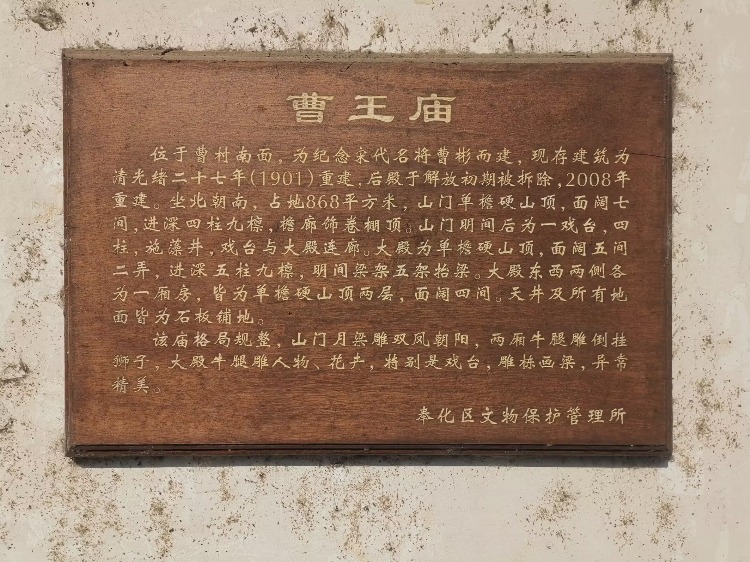 曹王庙
位于曹村南面，为纪念宋代名将曹彬而建，现存建筑为
清光绪二十七年(1901)重建，后殿于解放初期被拆除，2008年
重建。坐北朝南，占地868平方米，山门单檐硬山顶，面阔七
间，进深四柱九檩，檐廊饰卷棚顶。山门明间后为一戏台，四
柱，施藻井，戏台与大殿连廊。大殿为单檐硬山顶，面阔五间
二弄，进深五柱九檩，明间梁架五架抬梁。大殿东西两侧各
为一厢房，皆为单檐硬山顶两层，面阔四间。天井及所有地
面皆为石板铺地。
该庙格局规整，山门月梁雕双凤朝阳，两厢牛腿雕倒挂
狮子，大殿牛腿雕人物、花卉，特别是戏台，雕栋画梁，异常
精美。
奉化区文物保护管理所